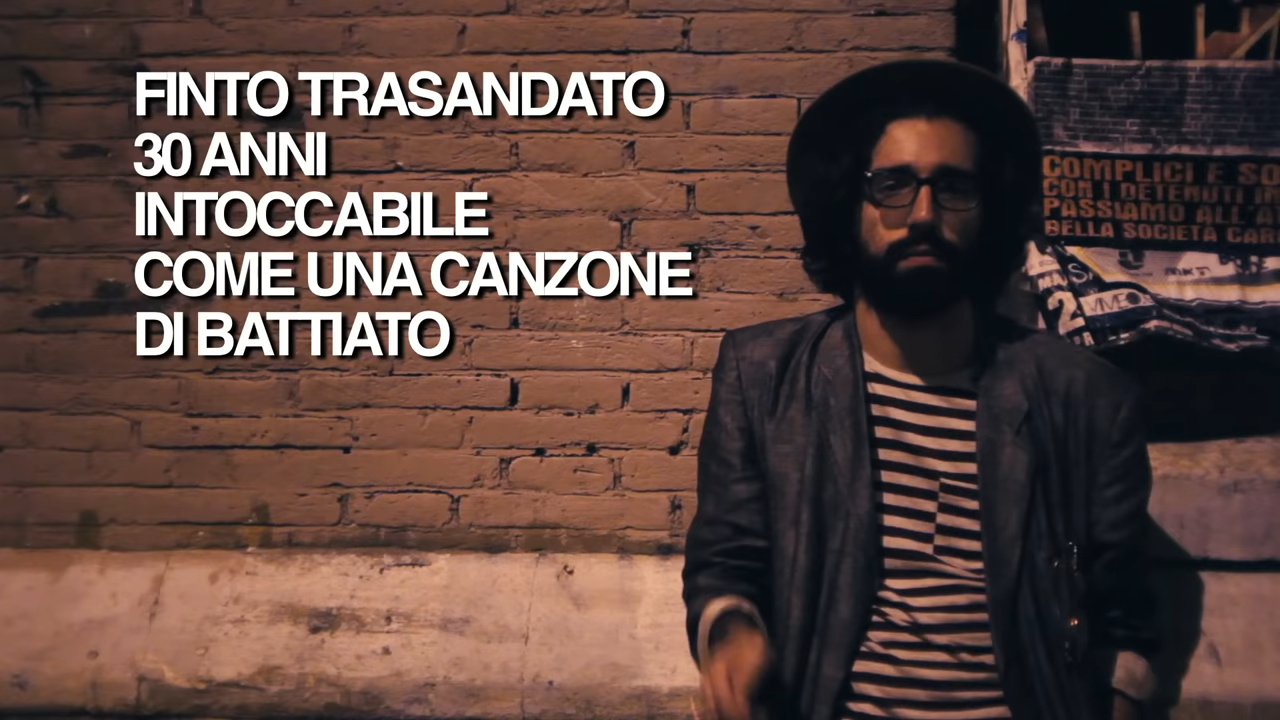 FINTO TRASANDATO
30 ANNI
INTOCCABILE
COME UNA CANZONE
DI BATTIATO
COMPLICI E SO
CON I DETENUTI I
PASSIAMO ALL'A
DELLA SOCIETÀ CAR
2